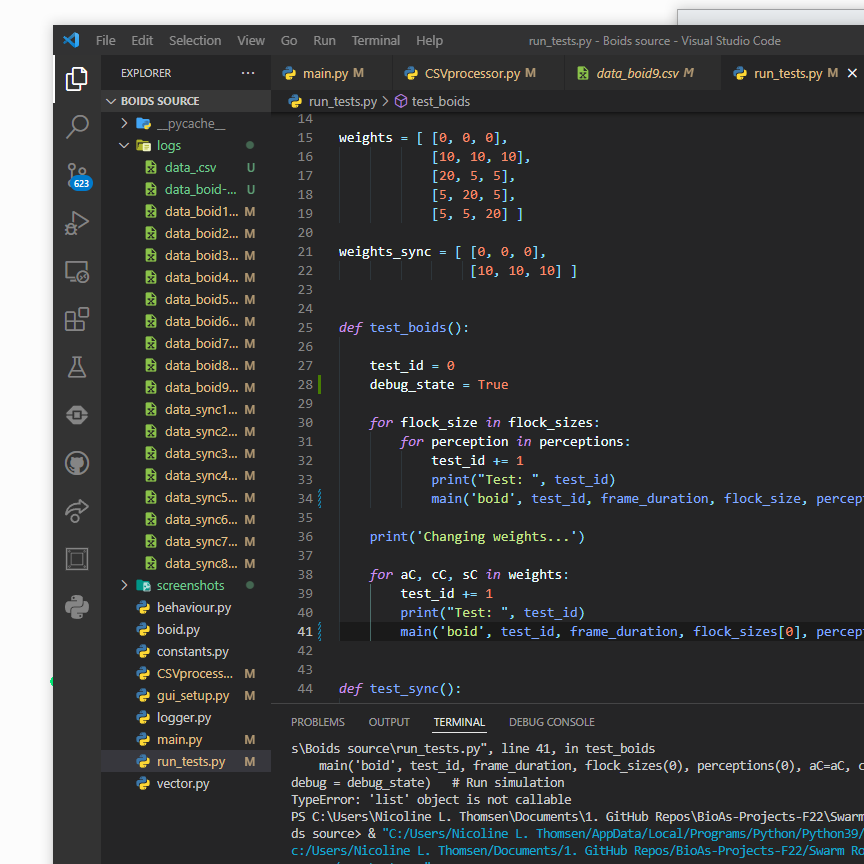 File Edit Selection View Go Run Terminal Help run_tests.py - Boids source - Visual Studio Code
EXPLORER ... main.py M CSVprocessor.py M data_boid9.csv M run_tests.py M
BOIDS SOURCE run_tests.py > test_boids
__pycache__
logs
data_.csv U
data_boid-... U
data_boid1... M
data_boid2... M
data_boid3... M
data_boid4... M
data_boid5... M
data_boid6... M
data_boid7... M
data_boid8... M
data_boid9... M
data_sync1... M
data_sync2... M
data_sync3... M
data_sync4... M
data_sync5... M
data_sync6... M
data_sync7... M
data_sync8... M
screenshots
behaviour.py
boid.py
constants.py
CSVprocess... M
gui_setup.py M
logger.py
main.py M
run_tests.py M
vector.py
623
14
15 weights = [ [0, 0, 0],
16 [10, 10, 10],
17 [20, 5, 5],
18 [5, 20, 5],
19 [5, 5, 20] ]
20
21 weights_sync = [ [0, 0, 0],
22 [10, 10, 10] ]
23
24
25 def test_boids():
26
27 test_id = 0
28 debug_state = True
29
30 for flock_size in flock_sizes:
31 for perception in perceptions:
32 test_id += 1
33 print("Test: ", test_id)
34 main('boid', test_id, frame_duration, flock_size, percep
35
36 print('Changing weights...')
37
38 for aC, cC, sC in weights:
39 test_id += 1
40 print("Test: ", test_id)
41 main('boid', test_id, frame_duration, flock_sizes[0], percep
42
43
44 def test_sync():
PROBLEMS OUTPUT TERMINAL DEBUG CONSOLE
s\Boids source\run_tests.py", line 41, in test_boids
main('boid', test_id, frame_duration, flock_sizes(0), perceptions(0), aC=aC, c
debug = debug_state) # Run simulation
TypeError: 'list' object is not callable
PS C:\Users\Nicoline L. Thomsen\Documents\1. GitHub Repos\BioAs-Projects-F22\Swarm
ds source> & "C:/Users/Nicoline L. Thomsen/AppData/Local/Programs/Python/Python39/
c:/Users/Nicoline L. Thomsen/Documents/1. GitHub Repos/BioAs-Projects-F22/Swarm Ro